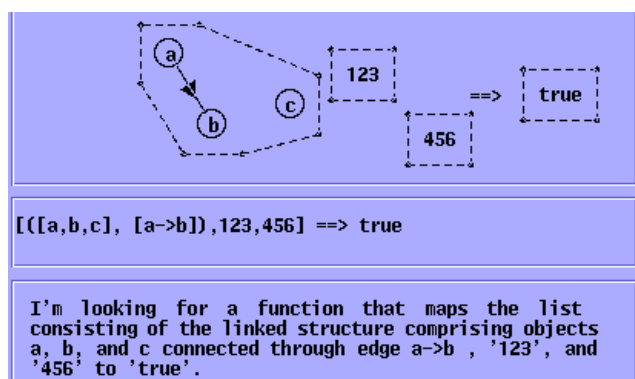 a
123
==>
true
b
c
456
[([a,b,c], [a->b]),123,456] ==> true
I'm looking for a function that maps the list
consisting of the linked structure comprising objects
a, b, and c connected through edge a->b , '123', and
'456' to 'true'.